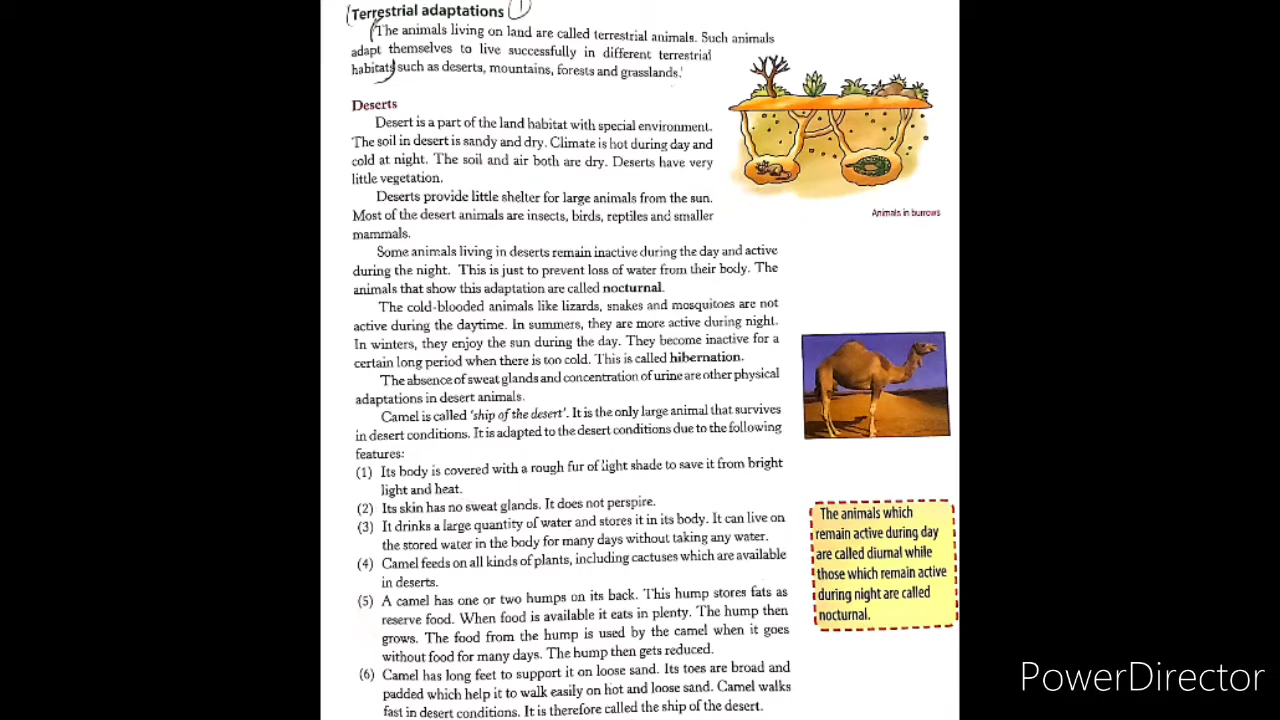 Terrestrial adaptations 1
The animals living on land are called terrestrial animals. Such animals
adapt themselves to live successfully in different terrestrial
habitats such as deserts, mountains, forests and grasslands.
Deserts
Desert is a part of the land habitat with special environment.
The soil in desert is sandy and dry. Climate is hot during day and
cold at night. The soil and air both are dry. Deserts have very
little vegetation.
Deserts provide little shelter for large animals from the sun.
Most of the desert animals are insects, birds, reptiles and smaller
mammals.
Some animals living in deserts remain inactive during the day and active
during the night. This is just to prevent loss of water from their body. The
animals that show this adaptation are called nocturnal.
The cold-blooded animals like lizards, snakes and mosquitoes are not
active during the daytime. In summers, they are more active during night.
In winters, they enjoy the sun during the day. They become inactive for a
certain long period when there is too cold. This is called hibernation.
The absence of sweat glands and concentration of urine are other physical
adaptations in desert animals.
Camel is called 'ship of the desert'. It is the only large animal that survives
in desert conditions. It is adapted to the desert conditions due to the following
features:
(1) Its body is covered with a rough fur of light shade to save it from bright
light and heat.
(2) Its skin has no sweat glands. It does not perspire.
(3) It drinks a large quantity of water and stores it in its body. It can live on
the stored water in the body for many days without taking any water.
(4) Camel feeds on all kinds of plants, including cactuses which are available
in deserts.
(5) A camel has one or two humps on its back. This hump stores fats as
reserve food. When food is available it eats in plenty. The hump then
grows. The food from the hump is used by the camel when it goes
without food for many days. The hump then gets reduced.
(6) Camel has long feet to support it on loose sand. Its toes are broad and
padded which help it to walk easily on hot and loose sand. Camel walks
fast in desert conditions. It is therefore called the ship of the desert.
Animals in burrows
The animals which
remain active during day
are called diurnal while
those which remain active
during night are called
nocturnal.
PowerDirector